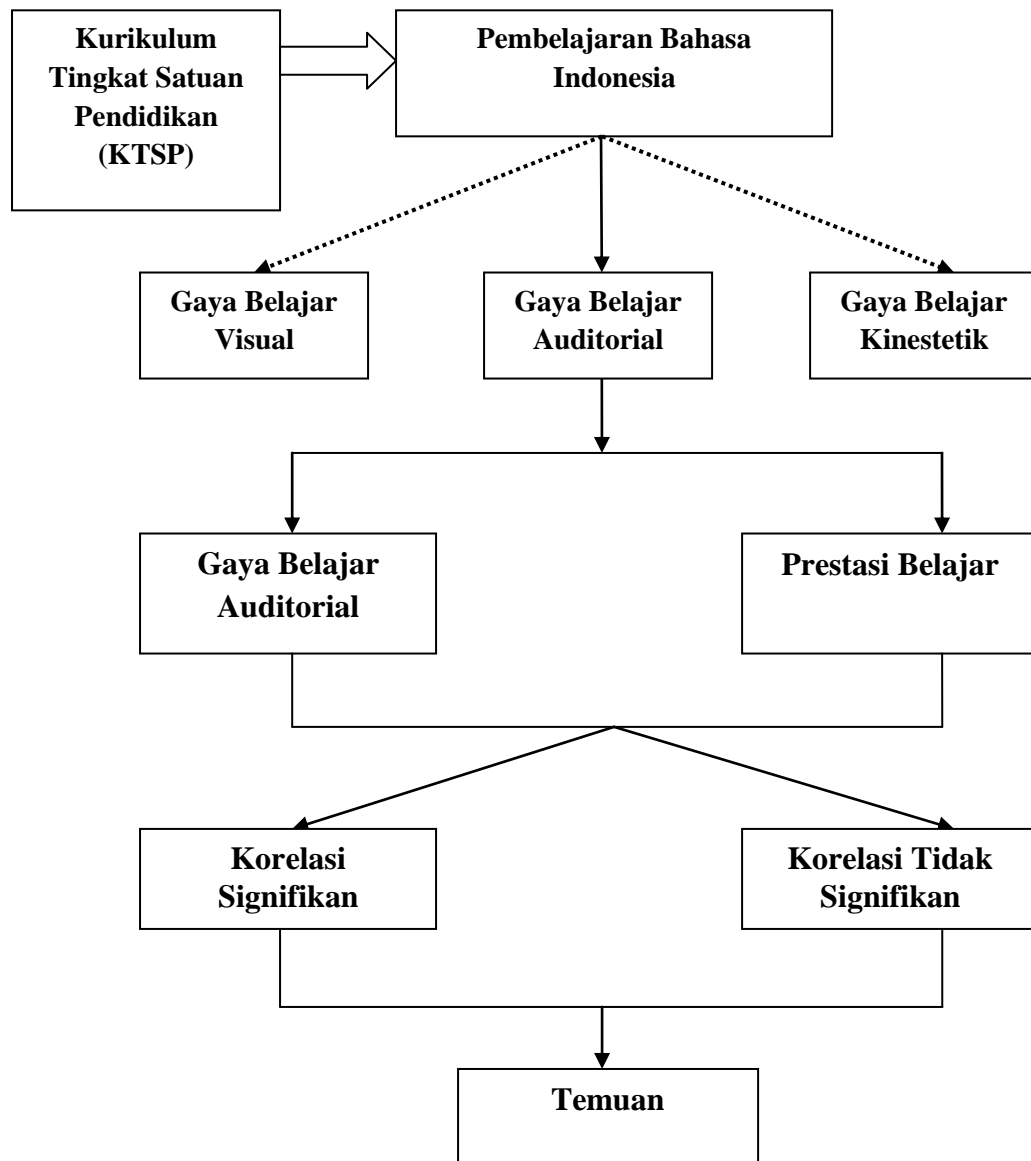 Kurikulum
Tingkat Satuan
Pendidikan
(KTSP)
Pembelajaran Bahasa
Indonesia
Gaya Belajar
Visual
Gaya Belajar
Auditorial
Gaya Belajar
Kinestetik
Gaya Belajar
Auditorial
Prestasi Belajar
Korelasi
Signifikan
Korelasi Tidak
Signifikan
Temuan